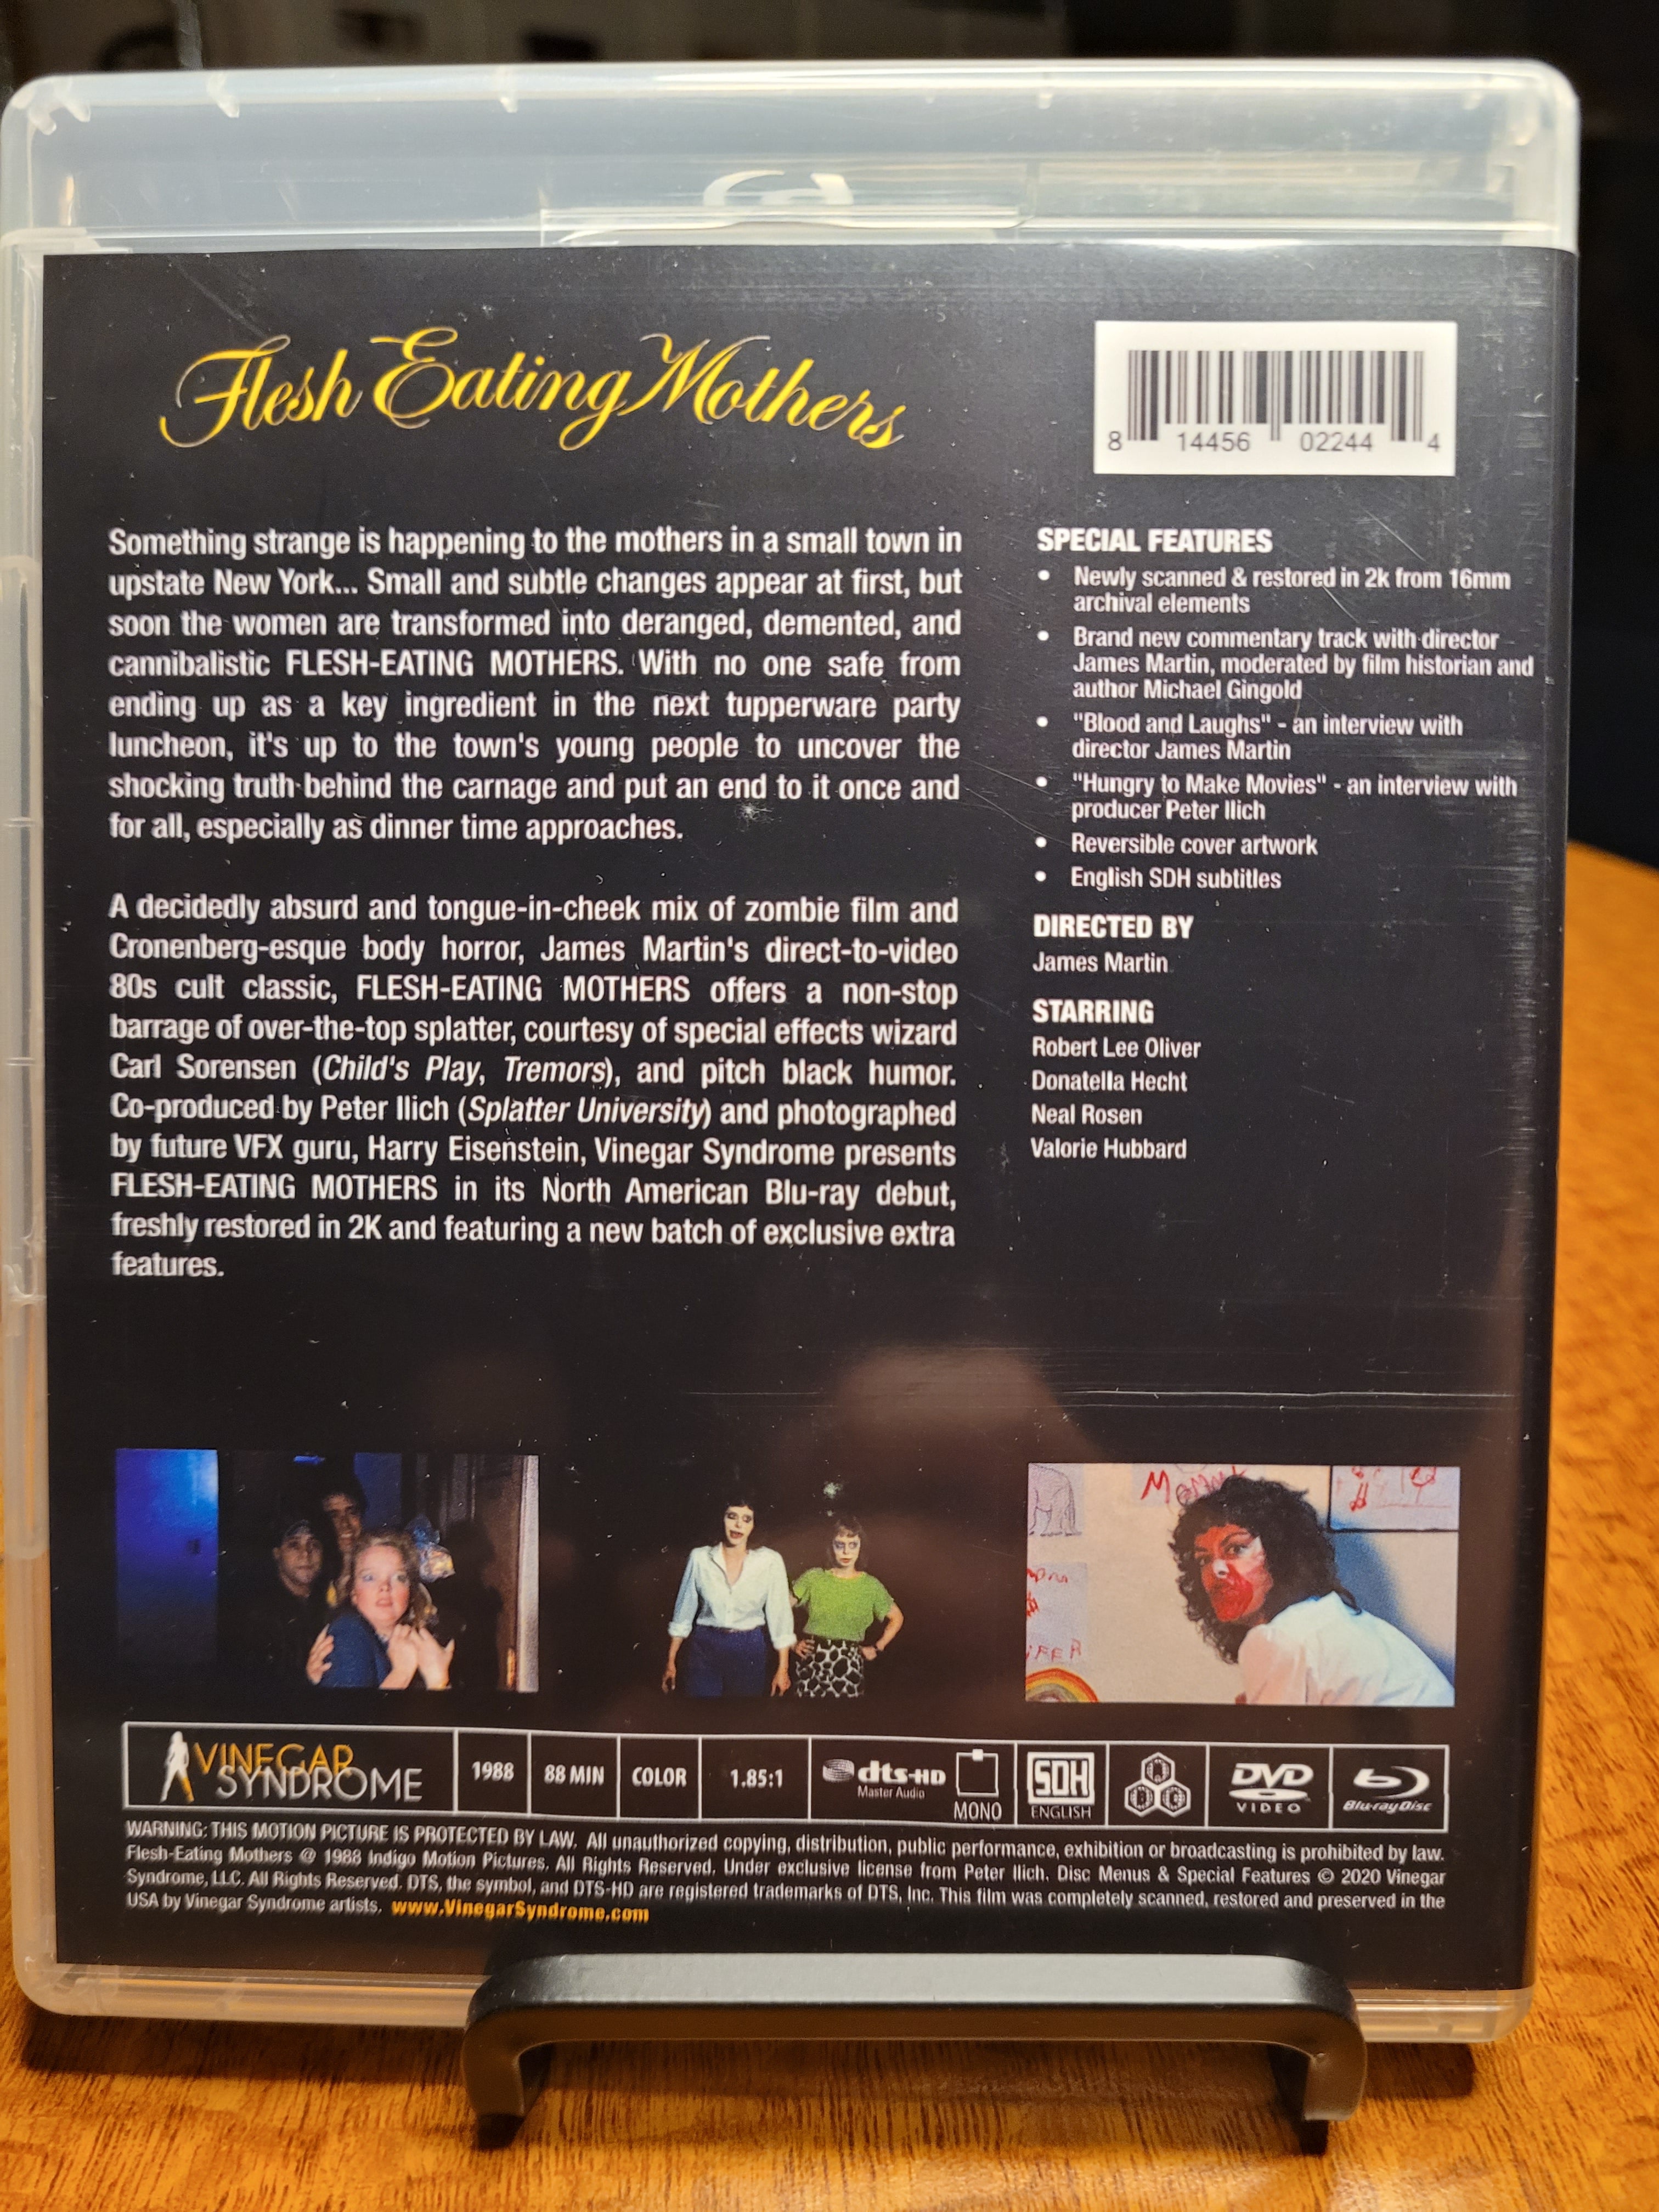 Flesh Eating Mothers
8 14456 02244 4
Something strange is happening to the mothers in a small town in
upstate New York... Small and subtle changes appear at first, but
soon the women are transformed into deranged, demented, and
cannibalistic FLESH-EATING MOTHERS. With no one safe from
ending up as a key ingredient in the next tupperware party
luncheon, it's up to the town's young people to uncover the
shocking truth behind the carnage and put an end to it once and
for all, especially as dinner time approaches.
A decidedly absurd and tongue-in-cheek mix of zombie film and
Cronenberg-esque body horror, James Martin's direct-to-video
80s cult classic, FLESH-EATING MOTHERS offers a non-stop
barrage of over-the-top splatter, courtesy of special effects wizard
Carl Sorensen (Child's Play, Tremors), and pitch black humor.
Co-produced by Peter Ilich (Splatter University) and photographed
by future VFX guru, Harry Eisenstein, Vinegar Syndrome presents
FLESH-EATING MOTHERS in its North American Blu-ray debut,
freshly restored in 2K and featuring a new batch of exclusive extra
features.
SPECIAL FEATURES
• Newly scanned & restored in 2k from 16mm
archival elements
• Brand new commentary track with director
James Martin, moderated by film historian and
author Michael Gingold
• "Blood and Laughs" - an interview with
director James Martin
• "Hungry to Make Movies" - an interview with
producer Peter Ilich
• Reversible cover artwork
• English SDH subtitles
DIRECTED BY
James Martin
STARRING
Robert Lee Oliver
Donatella Hecht
Neal Rosen
Valorie Hubbard
VINEGAR
SYNDROME
1988
88 MIN
COLOR
1.85:1
dts-HD
Master Audio
MONO
SDH
ENGLISH
DVD
VIDEO
Blu-ray Disc
WARNING: THIS MOTION PICTURE IS PROTECTED BY LAW. All unauthorized copying, distribution, public performance, exhibition or broadcasting is prohibited by law.
Flesh-Eating Mothers @ 1988 Indigo Motion Pictures, All Rights Reserved, Under exclusive license from Peter Ilich. Disc Menus & Special Features © 2020 Vinegar
Syndrome, LLC. All Rights Reserved. DTS, the symbol, and DTS-HD are registered trademarks of DTS, Inc. This film was completely scanned, restored and preserved in the
USA by Vinegar Syndrome artists. www.VinegarSyndrome.com